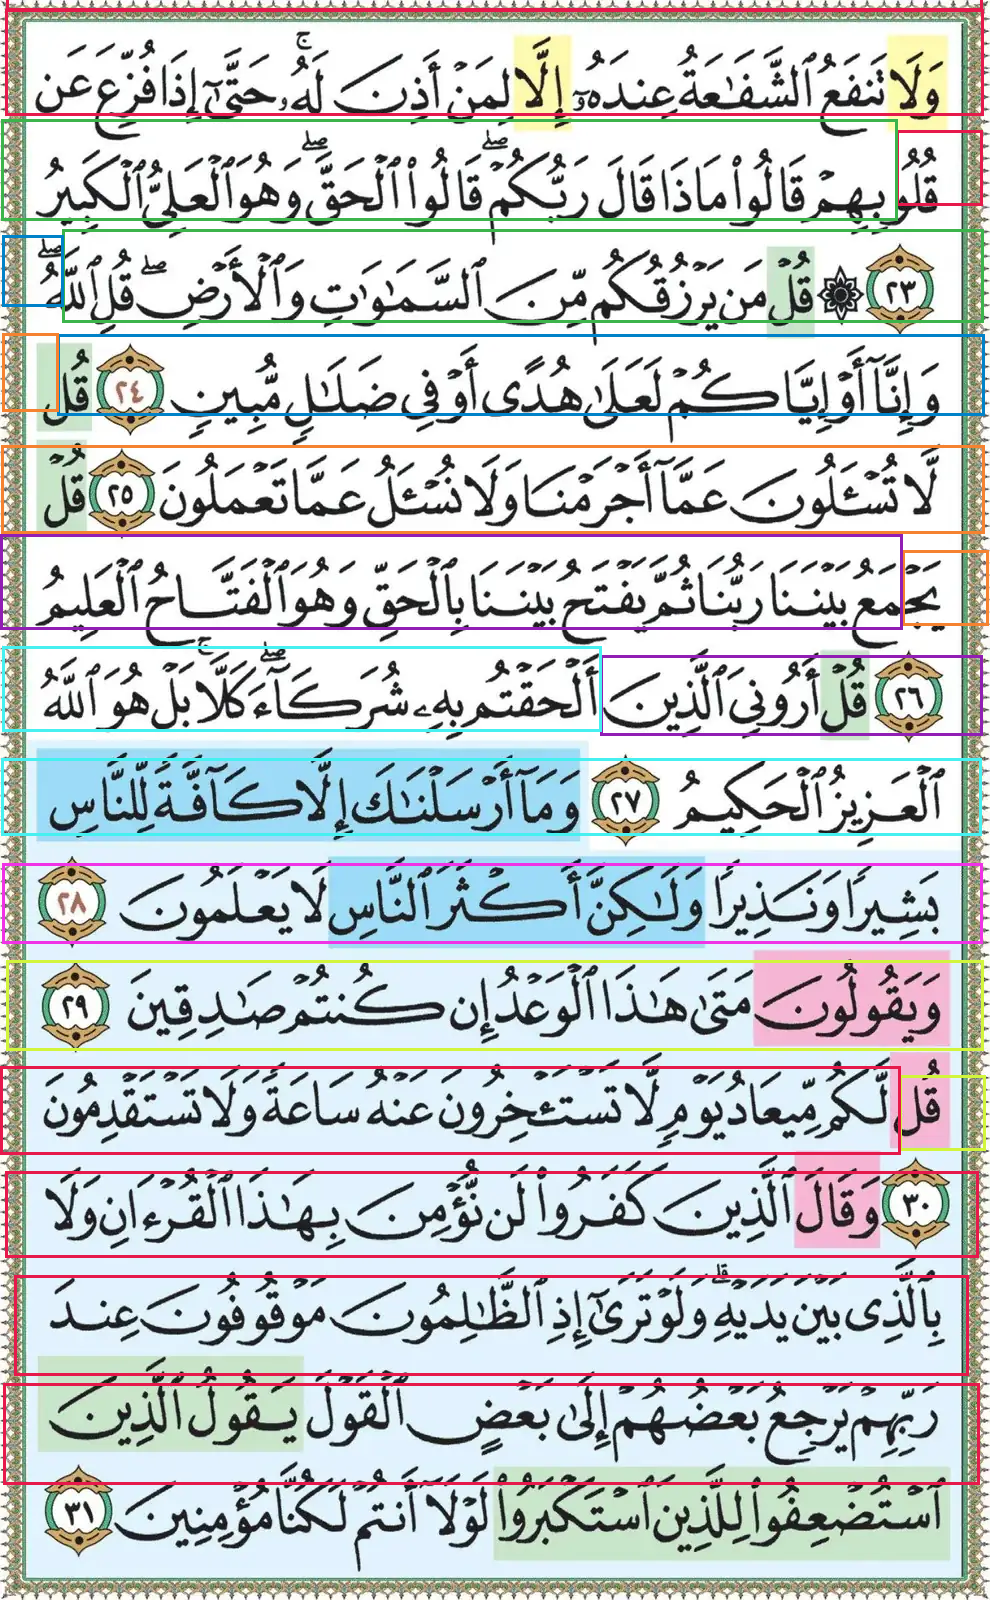 وَلَا تَنفَعُ ٱلشَّفَٰعَةُ عِندَهُۥٓ إِلَّا لِمَنۡ أَذِنَ لَهُۥۚ حَتَّىٰٓ إِذَا فُزِّعَ عَن
قُلُوبِهِمۡ قَالُواْ مَاذَا قَالَ رَبُّكُمۡۖ قَالُواْ ٱلۡحَقَّۖ وَهُوَ ٱلۡعَلِيُّ ٱلۡكَبِيرُ
٢٣ ۞ قُلۡ مَن يَرۡزُقُكُم مِّنَ ٱلسَّمَٰوَٰتِ وَٱلۡأَرۡضِۖ قُلِ ٱللَّهُۖ
وَإِنَّآ أَوۡ إِيَّاكُمۡ لَعَلَىٰ هُدًى أَوۡ فِي ضَلَٰلٖ مُّبِينٖ ٢٤ قُل
لَّا تُسۡـَٔلُونَ عَمَّآ أَجۡرَمۡنَا وَلَا نُسۡـَٔلُ عَمَّا تَعۡمَلُونَ ٢٥ قُلۡ
يَجۡمَعُ بَيۡنَنَا رَبُّنَا ثُمَّ يَفۡتَحُ بَيۡنَنَا بِٱلۡحَقِّ وَهُوَ ٱلۡفَتَّاحُ ٱلۡعَلِيمُ
٢٦ قُلۡ أَرُونِيَ ٱلَّذِينَ أَلۡحَقۡتُم بِهِۦ شُرَكَآءَۖ كَلَّاۚ بَلۡ هُوَ ٱللَّهُ
ٱلۡعَزِيزُ ٱلۡحَكِيمُ ٢٧ وَمَآ أَرۡسَلۡنَٰكَ إِلَّا كَآفَّةٗ لِّلنَّاسِ
بَشِيرٗا وَنَذِيرٗا وَلَٰكِنَّ أَكۡثَرَ ٱلنَّاسِ لَا يَعۡلَمُونَ ٢٨
وَيَقُولُونَ مَتَىٰ هَٰذَا ٱلۡوَعۡدُ إِن كُنتُمۡ صَٰدِقِينَ ٢٩
قُل لَّكُم مِّيعَادُ يَوۡمٖ لَّا تَسۡتَـٔۡخِرُونَ عَنۡهُ سَاعَةٗ وَلَا تَسۡتَقۡدِمُونَ
٣٠ وَقَالَ ٱلَّذِينَ كَفَرُواْ لَن نُّؤۡمِنَ بِهَٰذَا ٱلۡقُرۡءَانِ وَلَا
بِٱلَّذِي بَيۡنَ يَدَيۡهِۗ وَلَوۡ تَرَىٰٓ إِذِ ٱلظَّٰلِمُونَ مَوۡقُوفُونَ عِندَ
رَبِّهِمۡ يَرۡجِعُ بَعۡضُهُمۡ إِلَىٰ بَعۡضٍ ٱلۡقَوۡلَ يَقُولُ ٱلَّذِينَ
ٱسۡتُضۡعِفُواْ لِلَّذِينَ ٱسۡتَكۡبَرُواْ لَوۡلَآ أَنتُمۡ لَكُنَّا مُؤۡمِنِينَ ٣١